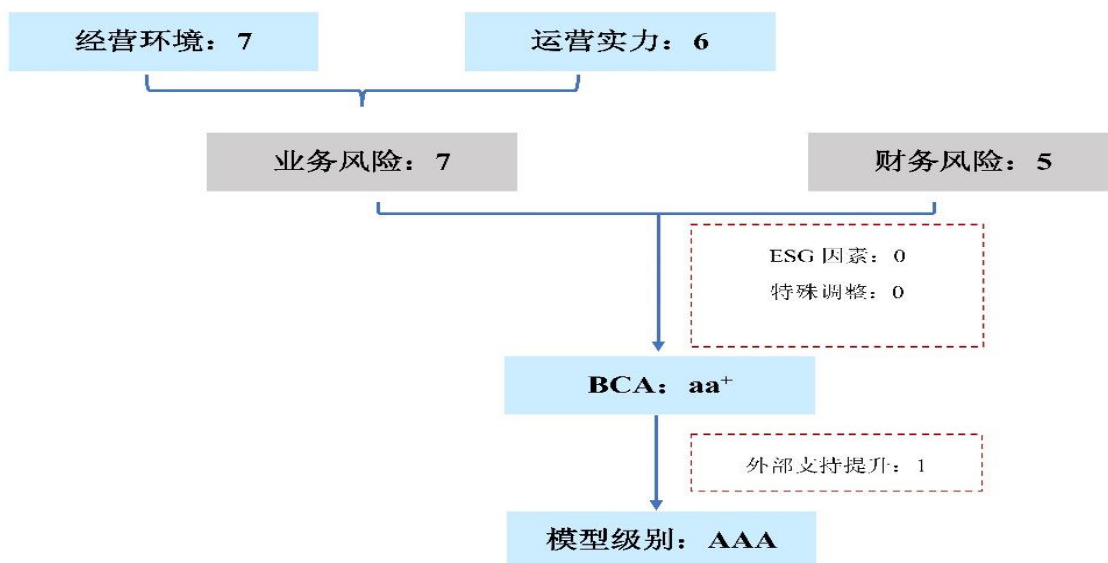 经营环境：7
运营实力：6
业务风险：7
财务风险：5
ESG 因素：0
特殊调整：0
BCA：aa⁺
外部支持提升：1
模型级别：AAA